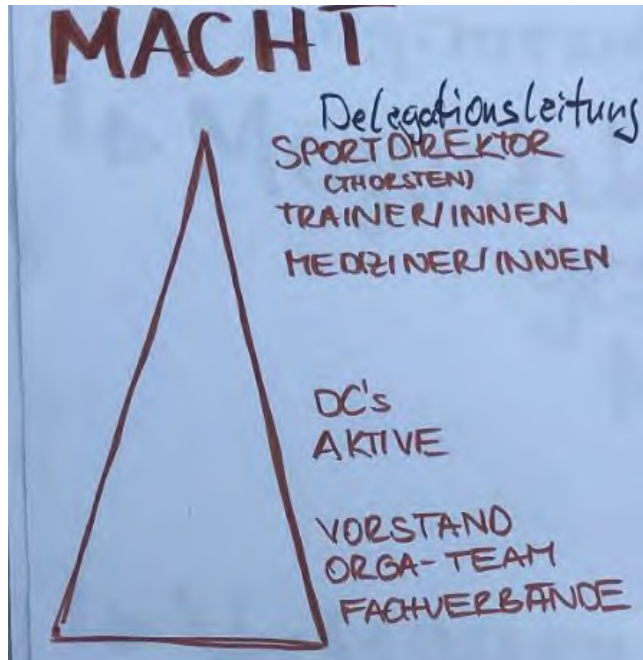 MACHT
Delegationsleitung
SPORTDIREKTOR
(THORSTEN)
TRAINER/INNEN
MEDIZINER/INNEN
DC's
AKTIVE
VORSTAND
ORGA-TEAM
FACHVERBÄNDE